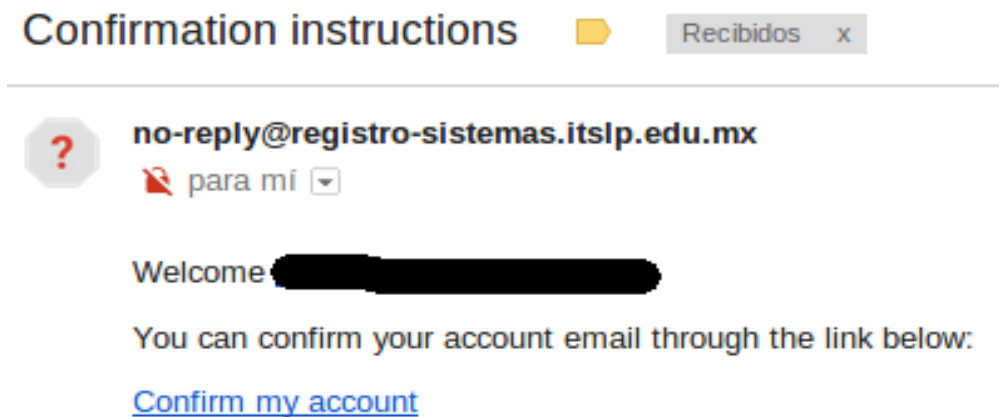 Confirmation instructions Recibidos x
?
no-reply@registro-sistemas.itslp.edu.mx
para mí
Welcome
You can confirm your account email through the link below:
Confirm my account